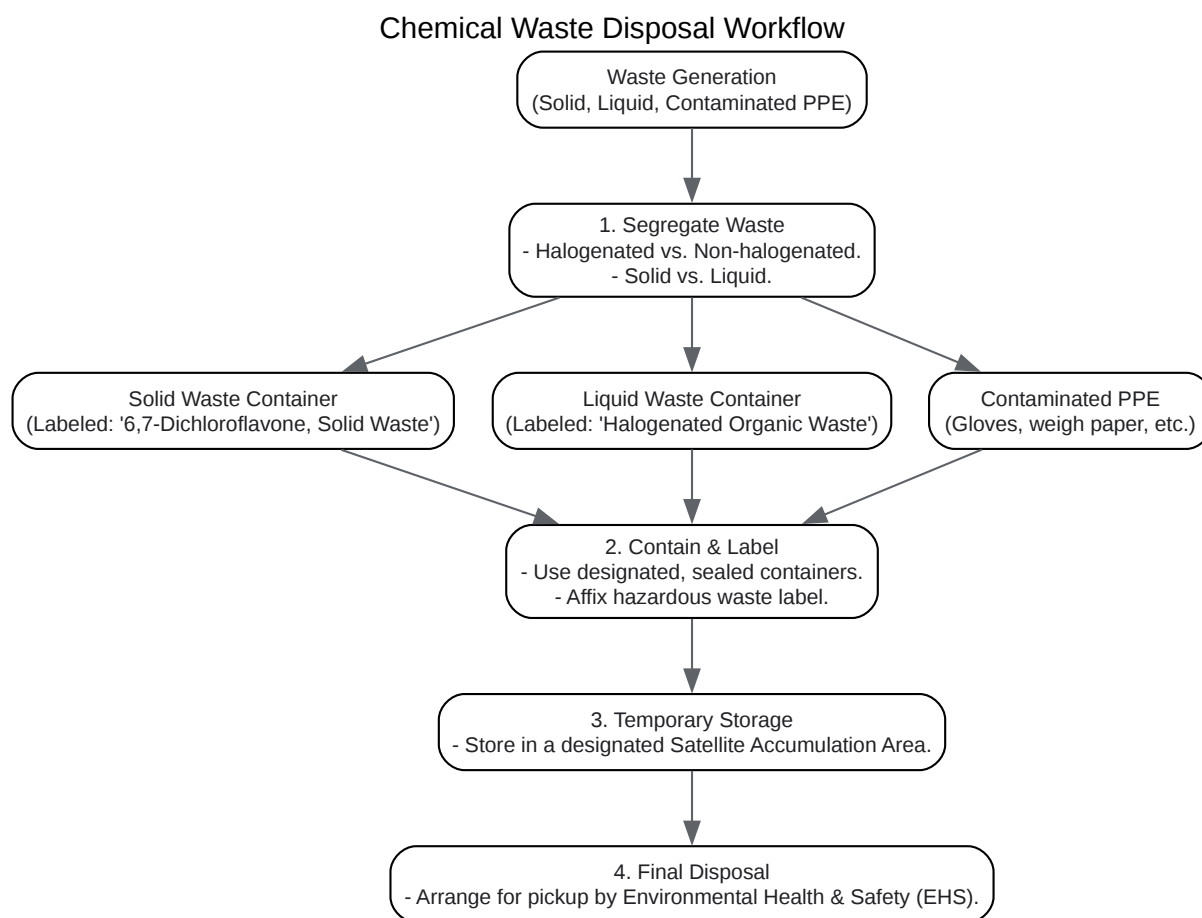 Chemical Waste Disposal Workflow
Waste Generation
(Solid, Liquid, Contaminated PPE)
1. Segregate Waste
- Halogenated vs. Non-halogenated.
- Solid vs. Liquid.
Solid Waste Container
(Labeled: '6,7-Dichloroflavone, Solid Waste')
Liquid Waste Container
(Labeled: 'Halogenated Organic Waste')
Contaminated PPE
(Gloves, weigh paper, etc.)
2. Contain & Label
- Use designated, sealed containers.
- Affix hazardous waste label.
3. Temporary Storage
- Store in a designated Satellite Accumulation Area.
4. Final Disposal
- Arrange for pickup by Environmental Health & Safety (EHS).